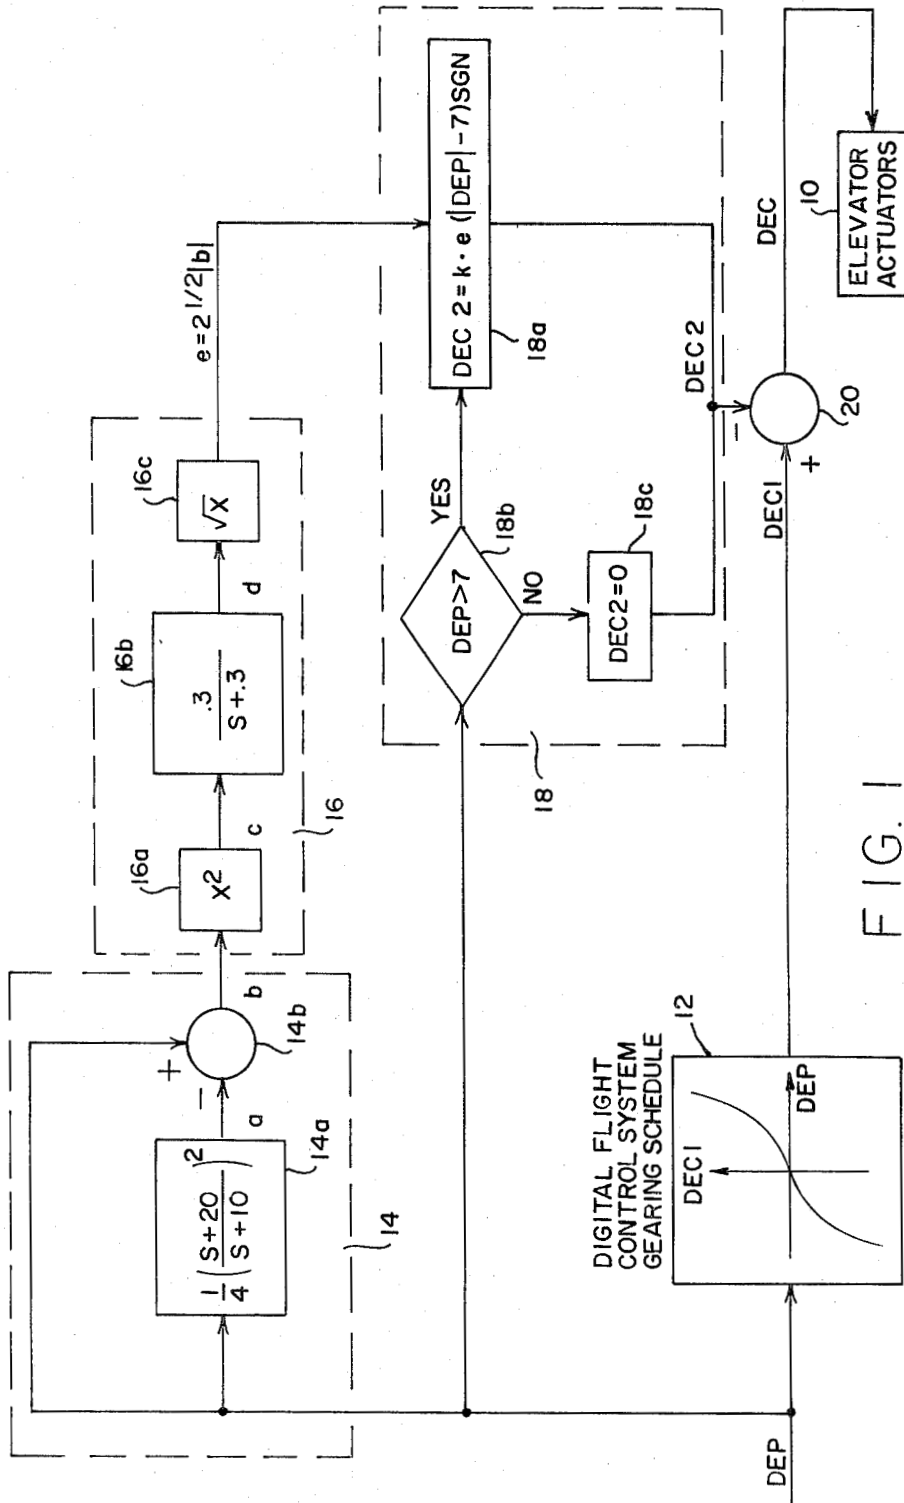 14
14a
1/4 ( (S+20)/(S+10) )²
a
+
−
14b
b
16
16a
X²
c
16b
.3/(S+.3)
d
16c
√X
e=2^1/2|b|
18
DEP>7
18b
YES
NO
DEC 2=k•e (|DEP|-7)SGN
18a
DEC2=0
18c
DEC 2
DEP
DIGITAL FLIGHT
CONTROL SYSTEM
GEARING SCHEDULE
12
DEC1
DEP
DEC1
+
−
20
DEC
10
ELEVATOR
ACTUATORS
FIG. 1